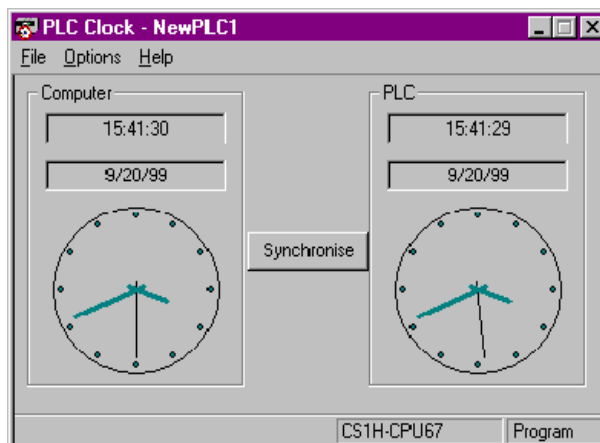 PLC Clock - NewPLC1
File Options Help
Computer
15:41:30
9/20/99
Synchronise
PLC
15:41:29
9/20/99
CS1H-CPU67 Program